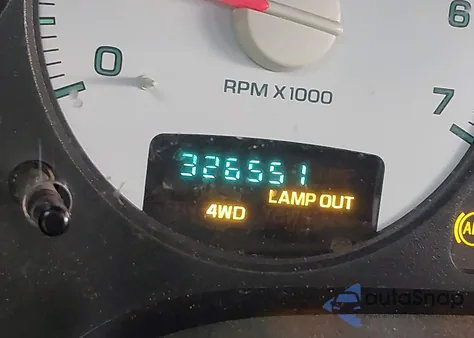 6
0
RPM X1000
7
326551
LAMP OUT
4WD
autoSnap